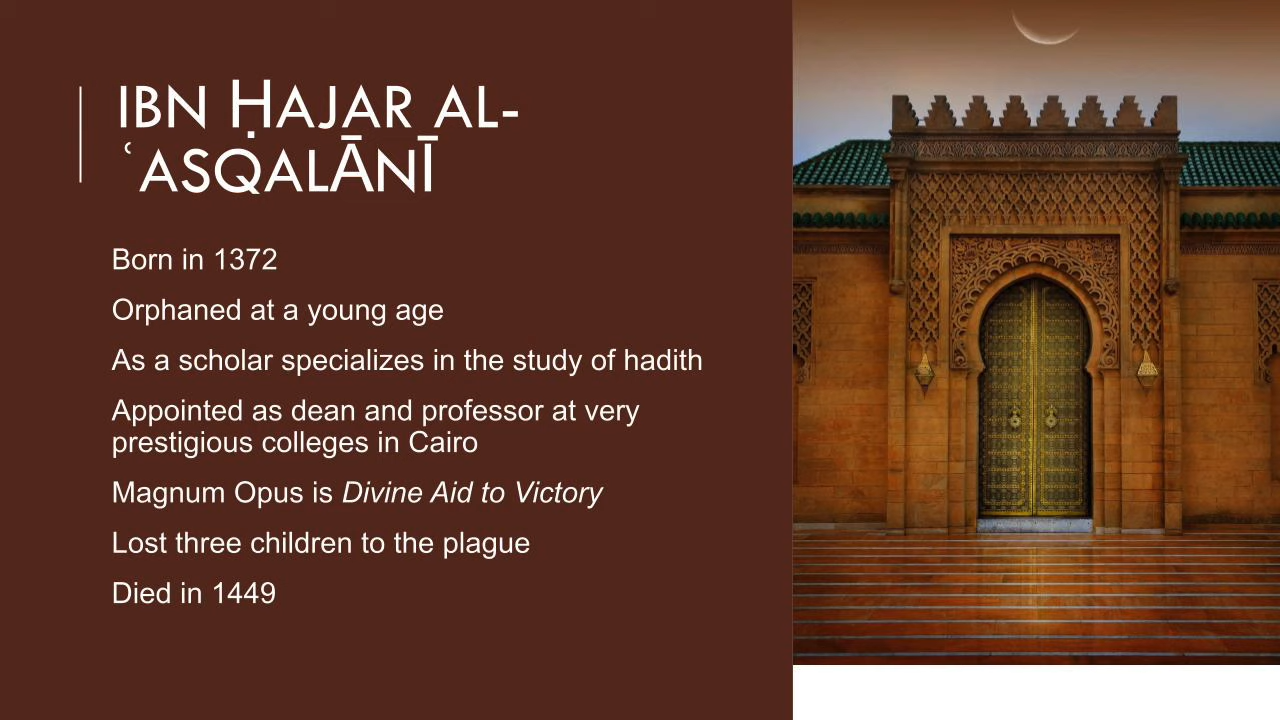 IBN ḤAJAR AL-
ʿASQALĀNĪ
Born in 1372
Orphaned at a young age
As a scholar specializes in the study of hadith
Appointed as dean and professor at very
prestigious colleges in Cairo
Magnum Opus is Divine Aid to Victory
Lost three children to the plague
Died in 1449